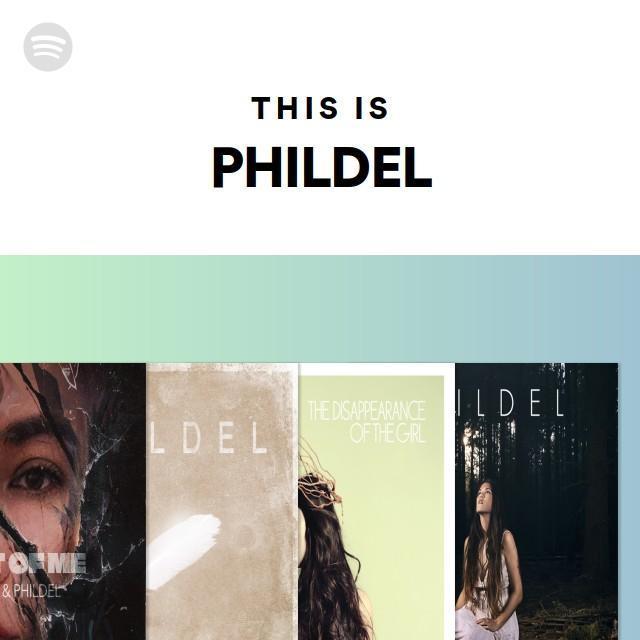 THIS IS
PHILDEL
T OF ME
& PHILDEL
LDEL
THE DISAPPEARANCE
OF THE GIRL
ILDEL